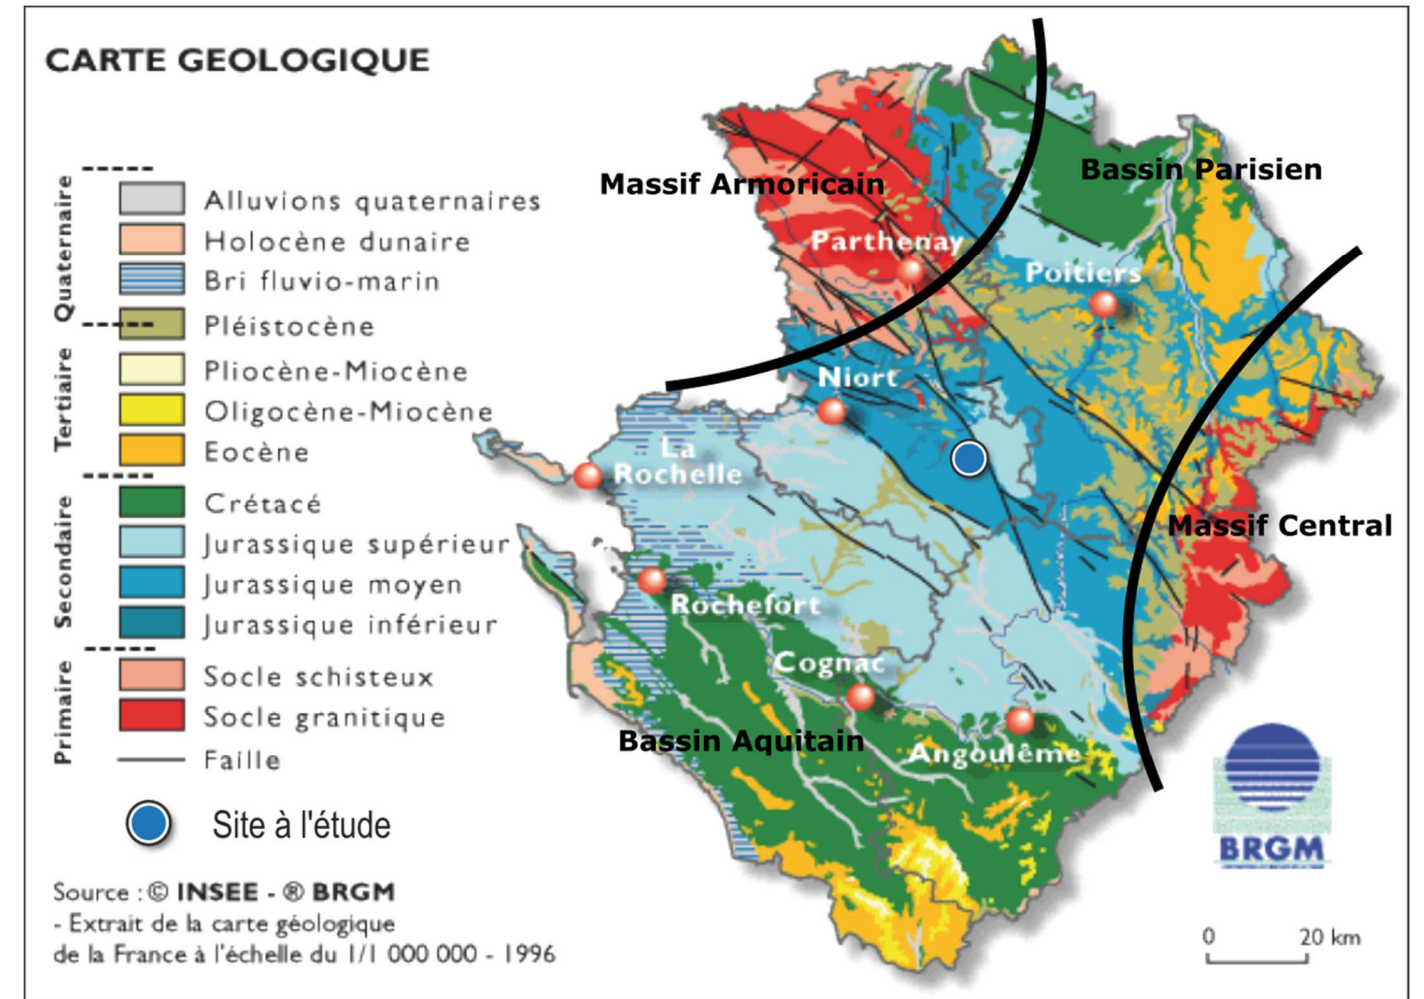 CARTE GEOLOGIQUE
Quaternaire
Alluvions quaternaires
Holocène dunaire
Bri fluvio-marin
Pléistocène
Tertiaire
Pliocène-Miocène
Oligocène-Miocène
Eocène
Secondaire
Crétacé
Jurassique supérieur
Jurassique moyen
Jurassique inférieur
Primaire
Socle schisteux
Socle granitique
Faille
Site à l'étude
Source : © INSEE - ® BRGM
- Extrait de la carte géologique
de la France à l'échelle du 1/1 000 000 - 1996
Massif Armoricain
Bassin Parisien
Parthenay
Poitiers
Niort
La
Rochelle
Massif Central
Rochefort
Cognac
Bassin Aquitain
Angoulême
BRGM
0 20 km